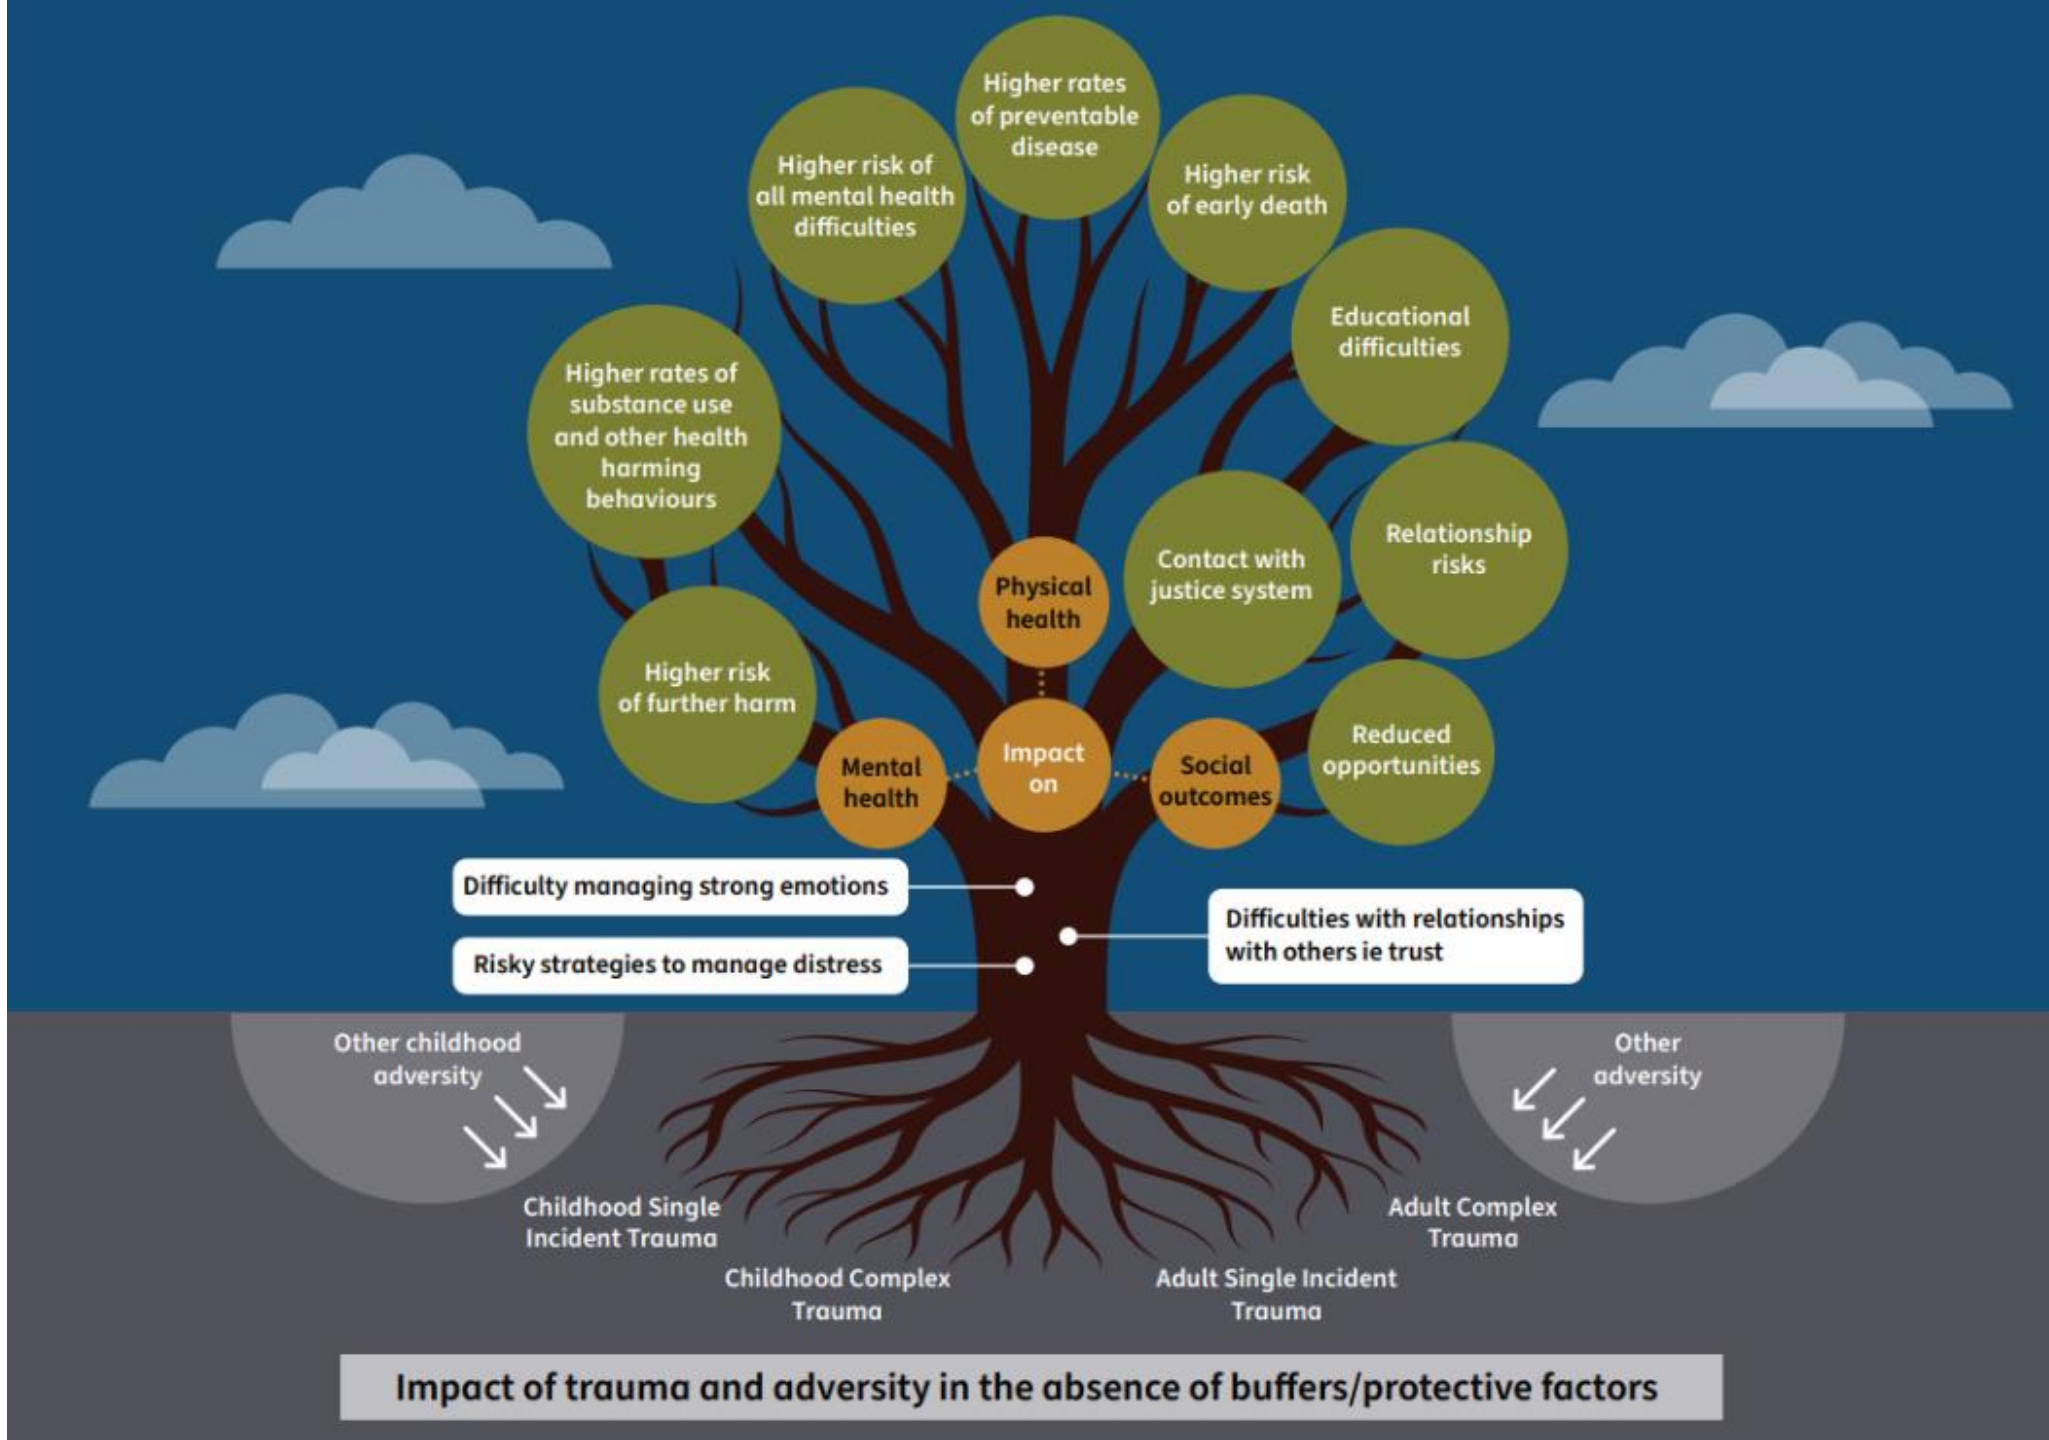 Higher rates
of preventable
disease
Higher risk of
all mental health
difficulties
Higher risk
of early death
Educational
difficulties
Higher rates of
substance use
and other health
harming
behaviours
Relationship
risks
Contact with
justice system
Physical
health
Higher risk
of further harm
Reduced
opportunities
Impact
on
Mental
health
Social
outcomes
Difficulty managing strong emotions
Difficulties with relationships
with others ie trust
Risky strategies to manage distress
Other childhood
adversity
Other
adversity
Childhood Single
Incident Trauma
Childhood Complex
Trauma
Adult Single Incident
Trauma
Adult Complex
Trauma
Impact of trauma and adversity in the absence of buffers/protective factors